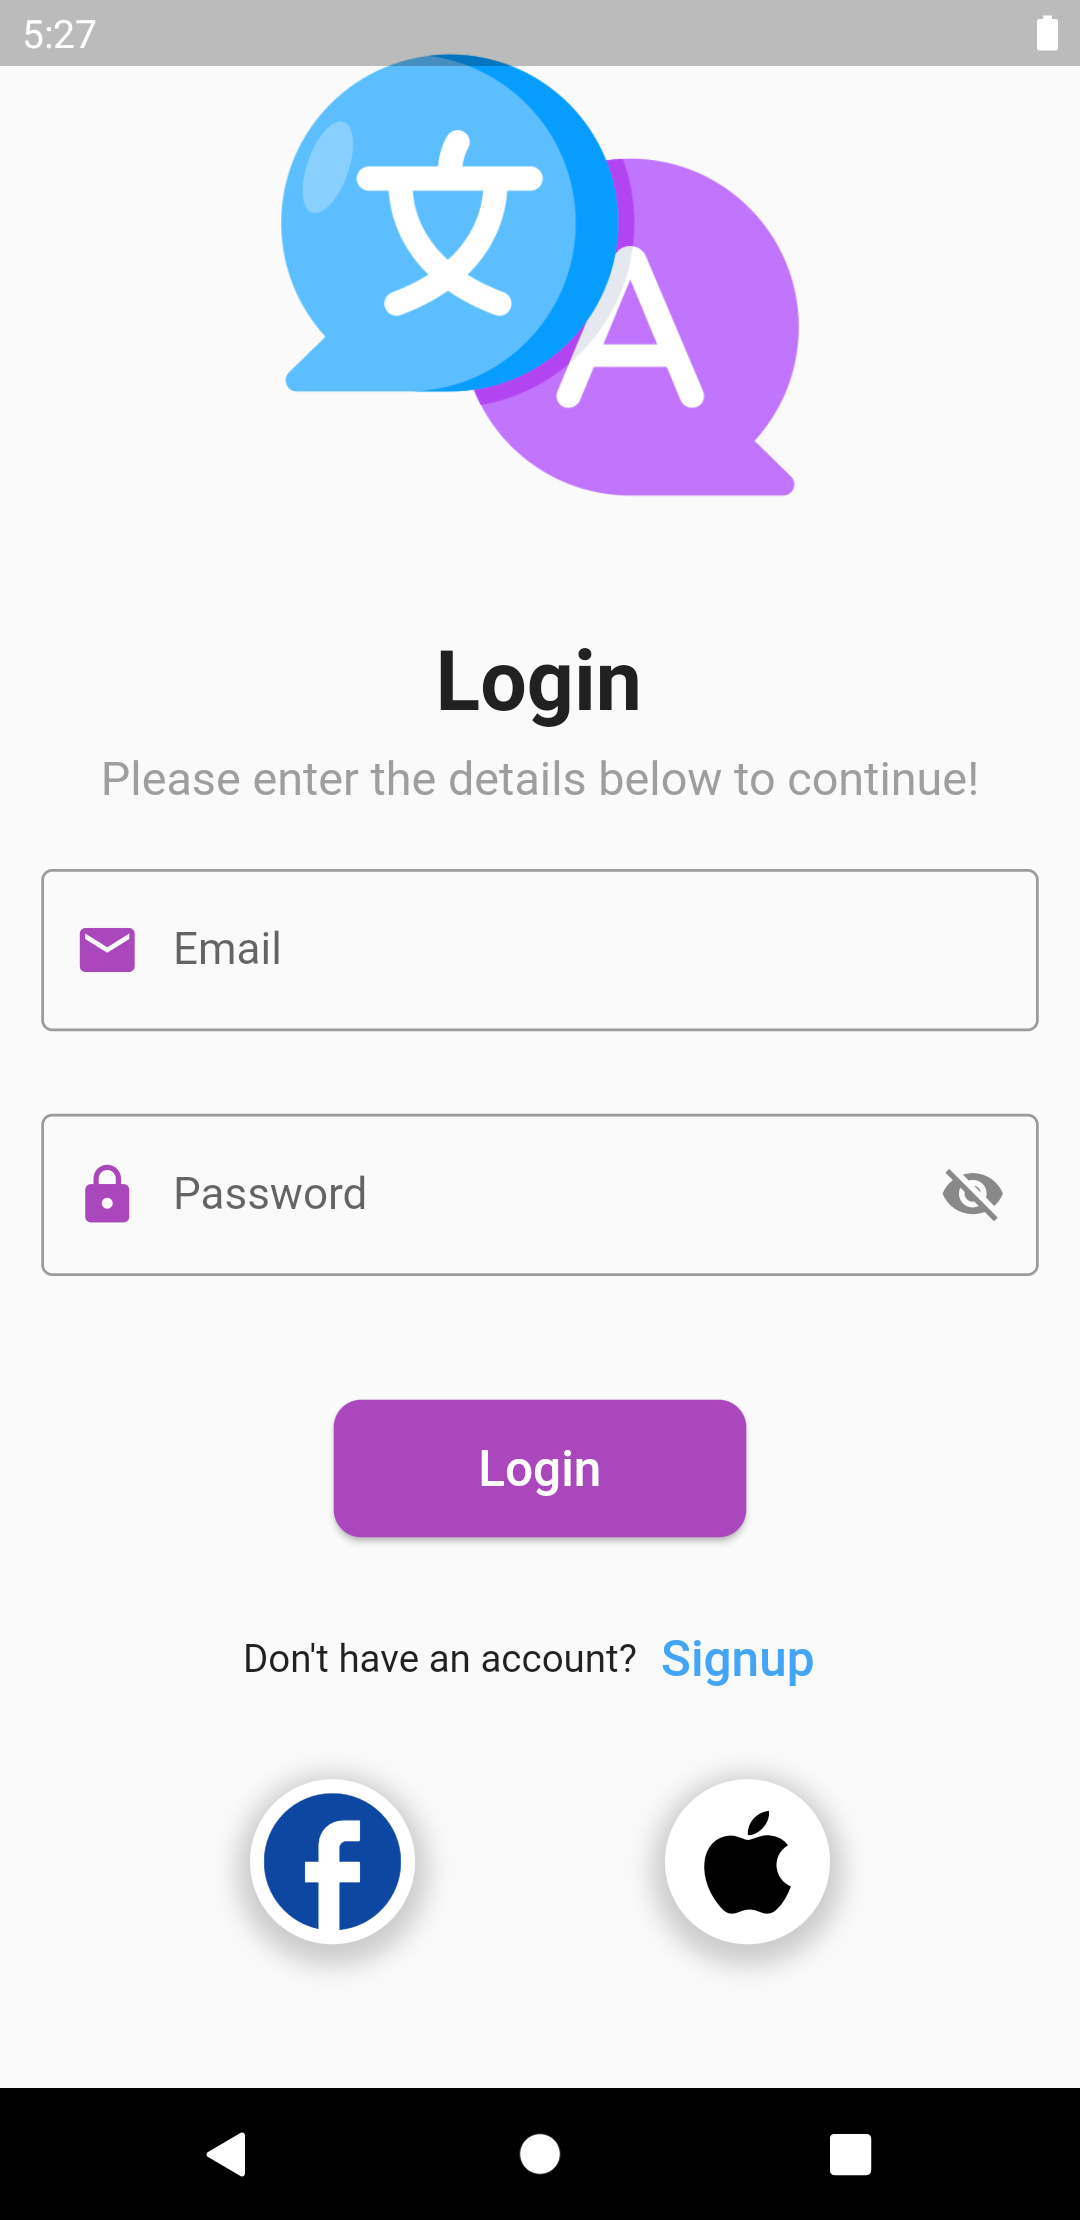 5:27
文
A
Login
Please enter the details below to continue!
Email
Password
Login
Don't have an account? Signup